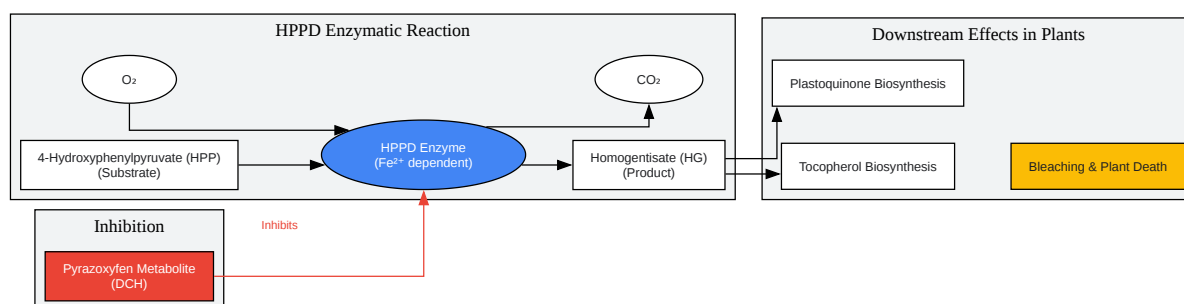 HPPD Enzymatic Reaction
O₂
CO₂
4-Hydroxyphenylpyruvate (HPP)
(Substrate)
HPPD Enzyme
(Fe²⁺ dependent)
Homogentisate (HG)
(Product)
Downstream Effects in Plants
Plastoquinone Biosynthesis
Tocopherol Biosynthesis
Bleaching & Plant Death
Inhibition
Inhibits
Pyrazoxyfen Metabolite
(DCH)